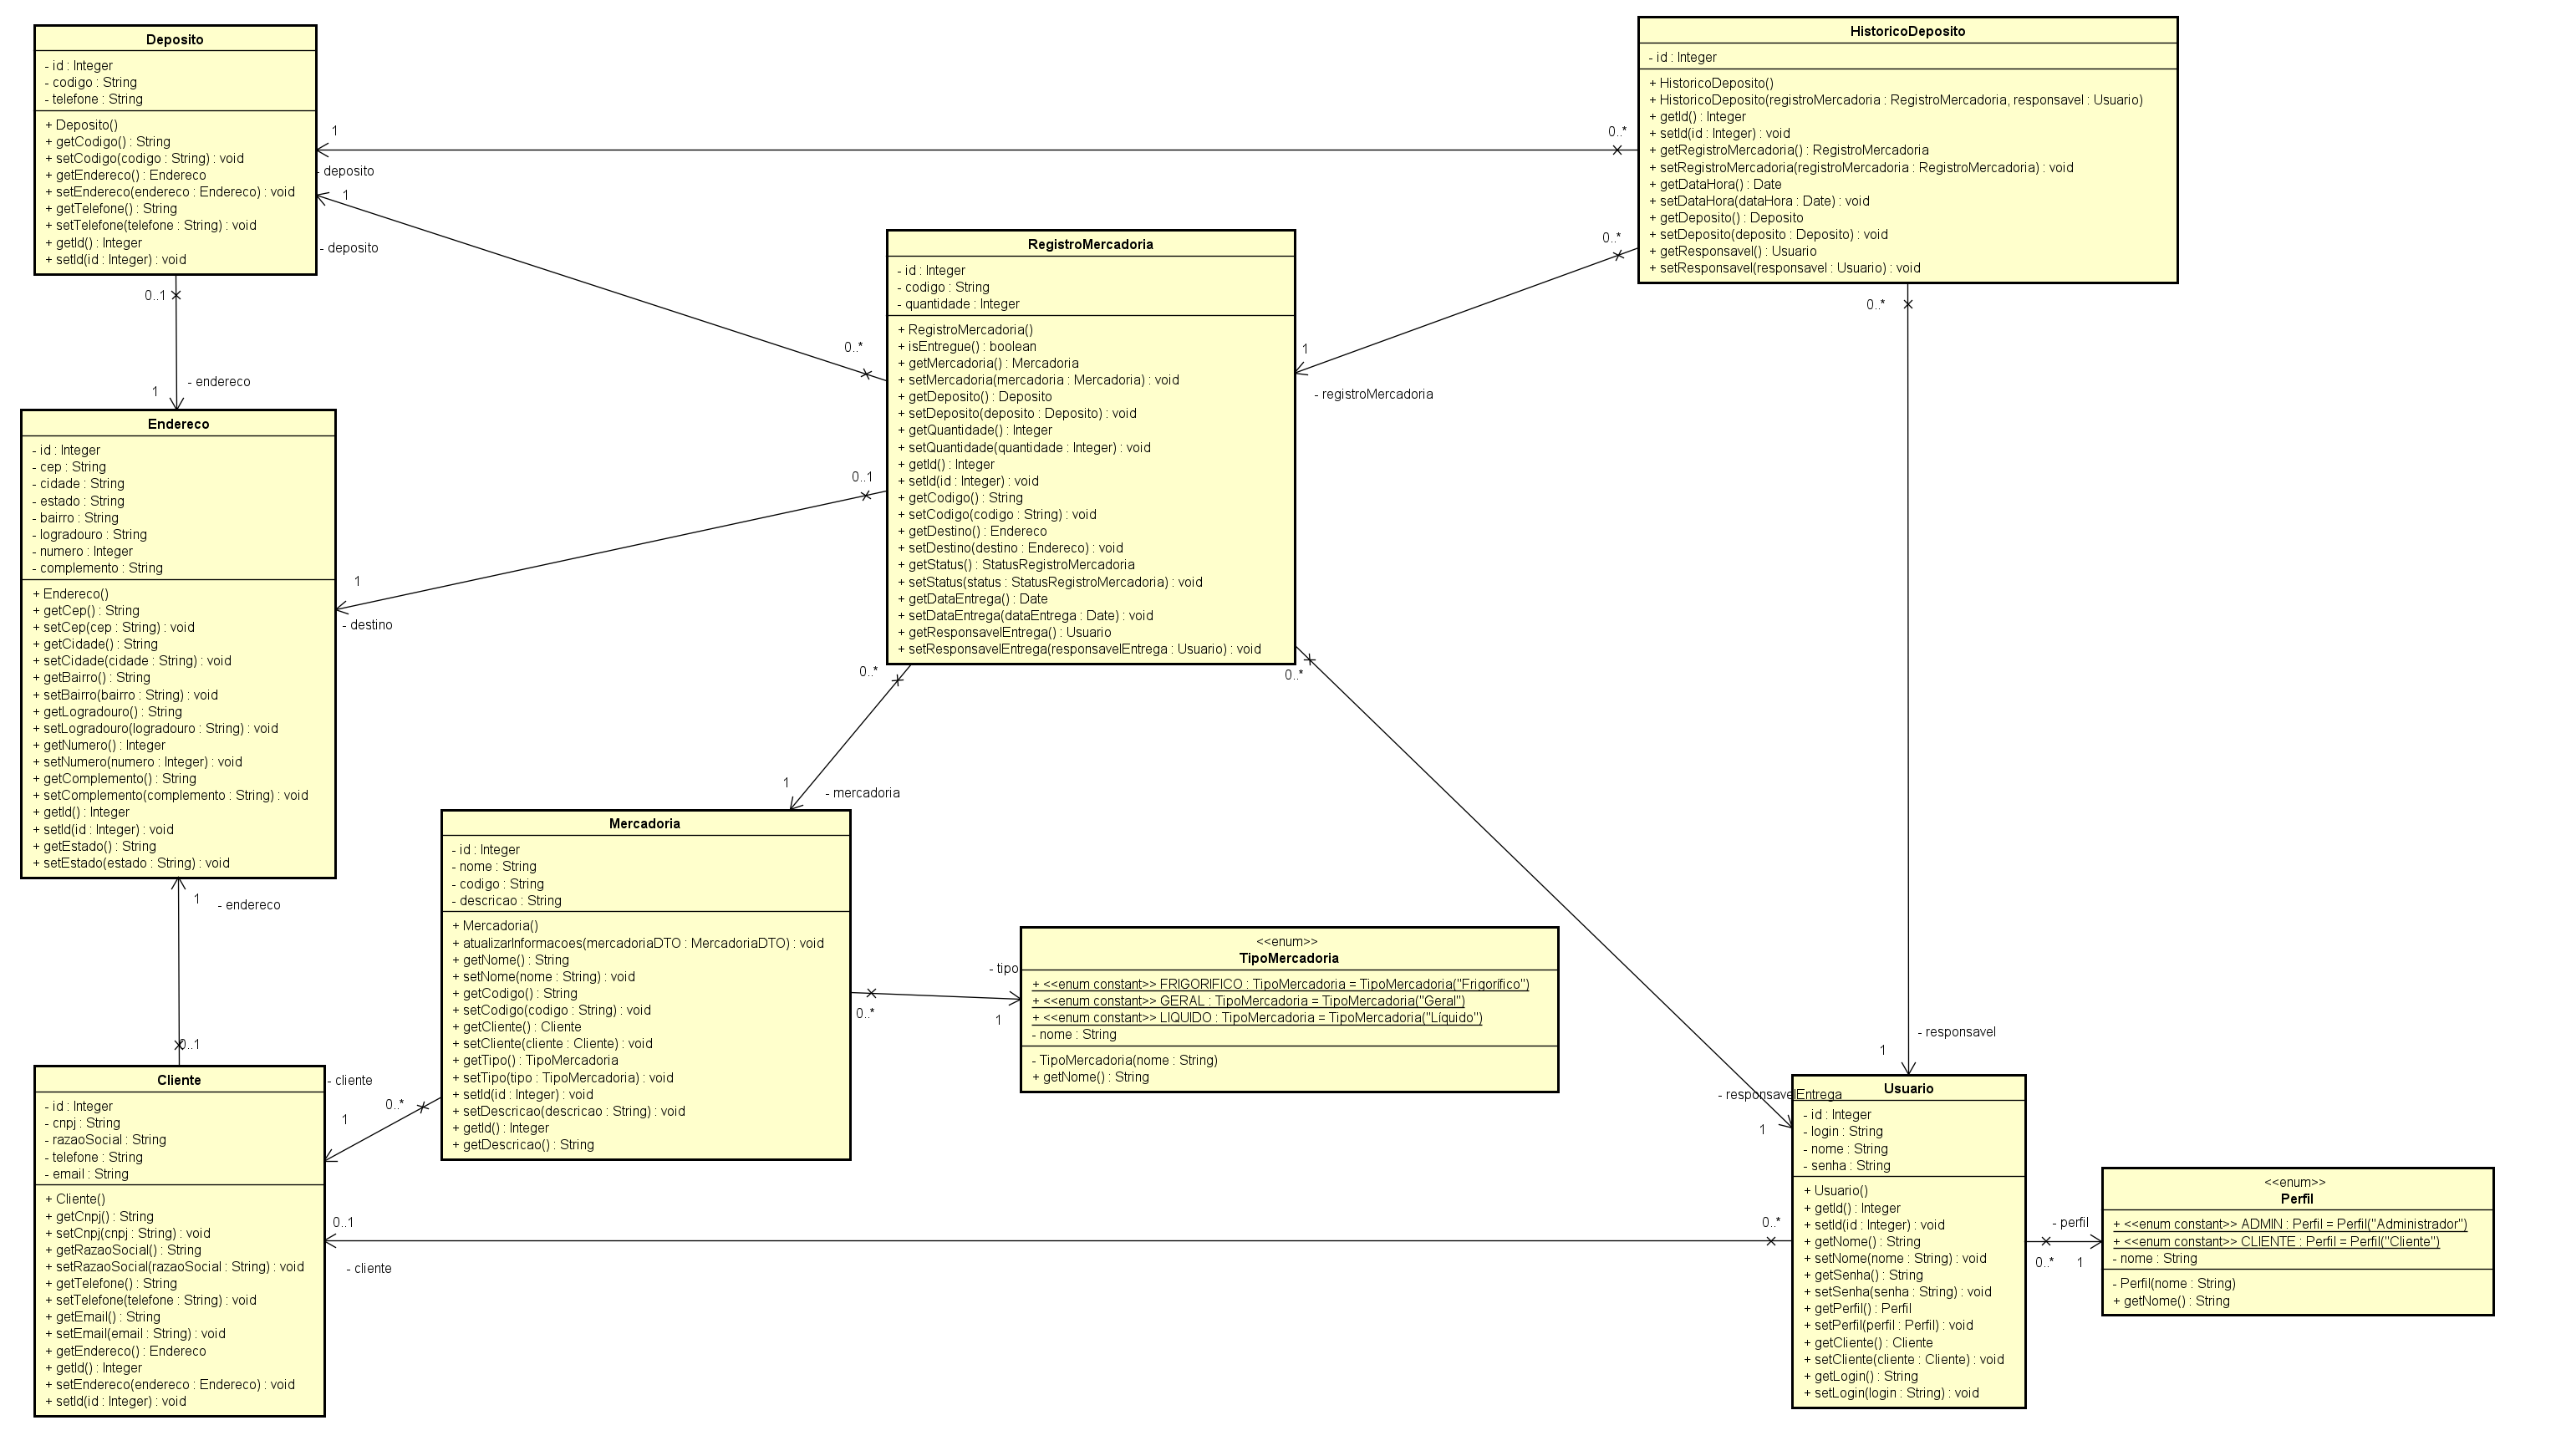 Deposito
- id : Integer
- codigo : String
- telefone : String
+ Deposito()
+ getCodigo() : String
+ setCodigo(codigo : String) : void
+ getEndereco() : Endereco
+ setEndereco(endereco : Endereco) : void
+ getTelefone() : String
+ setTelefone(telefone : String) : void
+ getId() : Integer
+ setId(id : Integer) : void
HistoricoDeposito
- id : Integer
+ HistoricoDeposito()
+ HistoricoDeposito(registroMercadoria : RegistroMercadoria, responsavel : Usuario)
+ getId() : Integer
+ setId(id : Integer) : void
+ getRegistroMercadoria() : RegistroMercadoria
+ setRegistroMercadoria(registroMercadoria : RegistroMercadoria) : void
+ getDataHora() : Date
+ setDataHora(dataHora : Date) : void
+ getDeposito() : Deposito
+ setDeposito(deposito : Deposito) : void
+ getResponsavel() : Usuario
+ setResponsavel(responsavel : Usuario) : void
1
0..*
- deposito
1
- deposito
0..*
0..1
1
- endereco
0..*
1
- registroMercadoria
0..*
RegistroMercadoria
- id : Integer
- codigo : String
- quantidade : Integer
+ RegistroMercadoria()
+ isEntregue() : boolean
+ getMercadoria() : Mercadoria
+ setMercadoria(mercadoria : Mercadoria) : void
+ getDeposito() : Deposito
+ setDeposito(deposito : Deposito) : void
+ getQuantidade() : Integer
+ setQuantidade(quantidade : Integer) : void
+ getId() : Integer
+ setId(id : Integer) : void
+ getCodigo() : String
+ setCodigo(codigo : String) : void
+ getDestino() : Endereco
+ setDestino(destino : Endereco) : void
+ getStatus() : StatusRegistroMercadoria
+ setStatus(status : StatusRegistroMercadoria) : void
+ getDataEntrega() : Date
+ setDataEntrega(dataEntrega : Date) : void
+ getResponsavelEntrega() : Usuario
+ setResponsavelEntrega(responsavelEntrega : Usuario) : void
Endereco
- id : Integer
- cep : String
- cidade : String
- estado : String
- bairro : String
- logradouro : String
- numero : Integer
- complemento : String
+ Endereco()
+ getCep() : String
+ setCep(cep : String) : void
+ getCidade() : String
+ setCidade(cidade : String) : void
+ getBairro() : String
+ setBairro(bairro : String) : void
+ getLogradouro() : String
+ setLogradouro(logradouro : String) : void
+ getNumero() : Integer
+ setNumero(numero : Integer) : void
+ getComplemento() : String
+ setComplemento(complemento : String) : void
+ getId() : Integer
+ setId(id : Integer) : void
+ getEstado() : String
+ setEstado(estado : String) : void
0..1
1
- destino
0..*
0..*
1
- mercadoria
1
- endereco
0..1
Mercadoria
- id : Integer
- nome : String
- codigo : String
- descricao : String
+ Mercadoria()
+ atualizarInformacoes(mercadoriaDTO : MercadoriaDTO) : void
+ getNome() : String
+ setNome(nome : String) : void
+ getCodigo() : String
+ setCodigo(codigo : String) : void
+ getCliente() : Cliente
+ setCliente(cliente : Cliente) : void
+ getTipo() : TipoMercadoria
+ setTipo(tipo : TipoMercadoria) : void
+ setId(id : Integer) : void
+ setDescricao(descricao : String) : void
+ getId() : Integer
+ getDescricao() : String
- tipo
0..*
1
<<enum>>
TipoMercadoria
+ <<enum constant>> FRIGORIFICO : TipoMercadoria = TipoMercadoria("Frigorífico")
+ <<enum constant>> GERAL : TipoMercadoria = TipoMercadoria("Geral")
+ <<enum constant>> LIQUIDO : TipoMercadoria = TipoMercadoria("Líquido")
- nome : String
- TipoMercadoria(nome : String)
+ getNome() : String
- responsavel
1
- responsavelEntrega
1
Cliente
- id : Integer
- cnpj : String
- razaoSocial : String
- telefone : String
- email : String
+ Cliente()
+ getCnpj() : String
+ setCnpj(cnpj : String) : void
+ getRazaoSocial() : String
+ setRazaoSocial(razaoSocial : String) : void
+ getTelefone() : String
+ setTelefone(telefone : String) : void
+ getEmail() : String
+ setEmail(email : String) : void
+ getEndereco() : Endereco
+ getId() : Integer
+ setEndereco(endereco : Endereco) : void
+ setId(id : Integer) : void
- cliente
0..*
1
0..1
- cliente
0..*
Usuario
- id : Integer
- login : String
- nome : String
- senha : String
+ Usuario()
+ getId() : Integer
+ setId(id : Integer) : void
+ getNome() : String
+ setNome(nome : String) : void
+ getSenha() : String
+ setSenha(senha : String) : void
+ getPerfil() : Perfil
+ setPerfil(perfil : Perfil) : void
+ getCliente() : Cliente
+ setCliente(cliente : Cliente) : void
+ getLogin() : String
+ setLogin(login : String) : void
- perfil
0..*
1
<<enum>>
Perfil
+ <<enum constant>> ADMIN : Perfil = Perfil("Administrador")
+ <<enum constant>> CLIENTE : Perfil = Perfil("Cliente")
- nome : String
- Perfil(nome : String)
+ getNome() : String